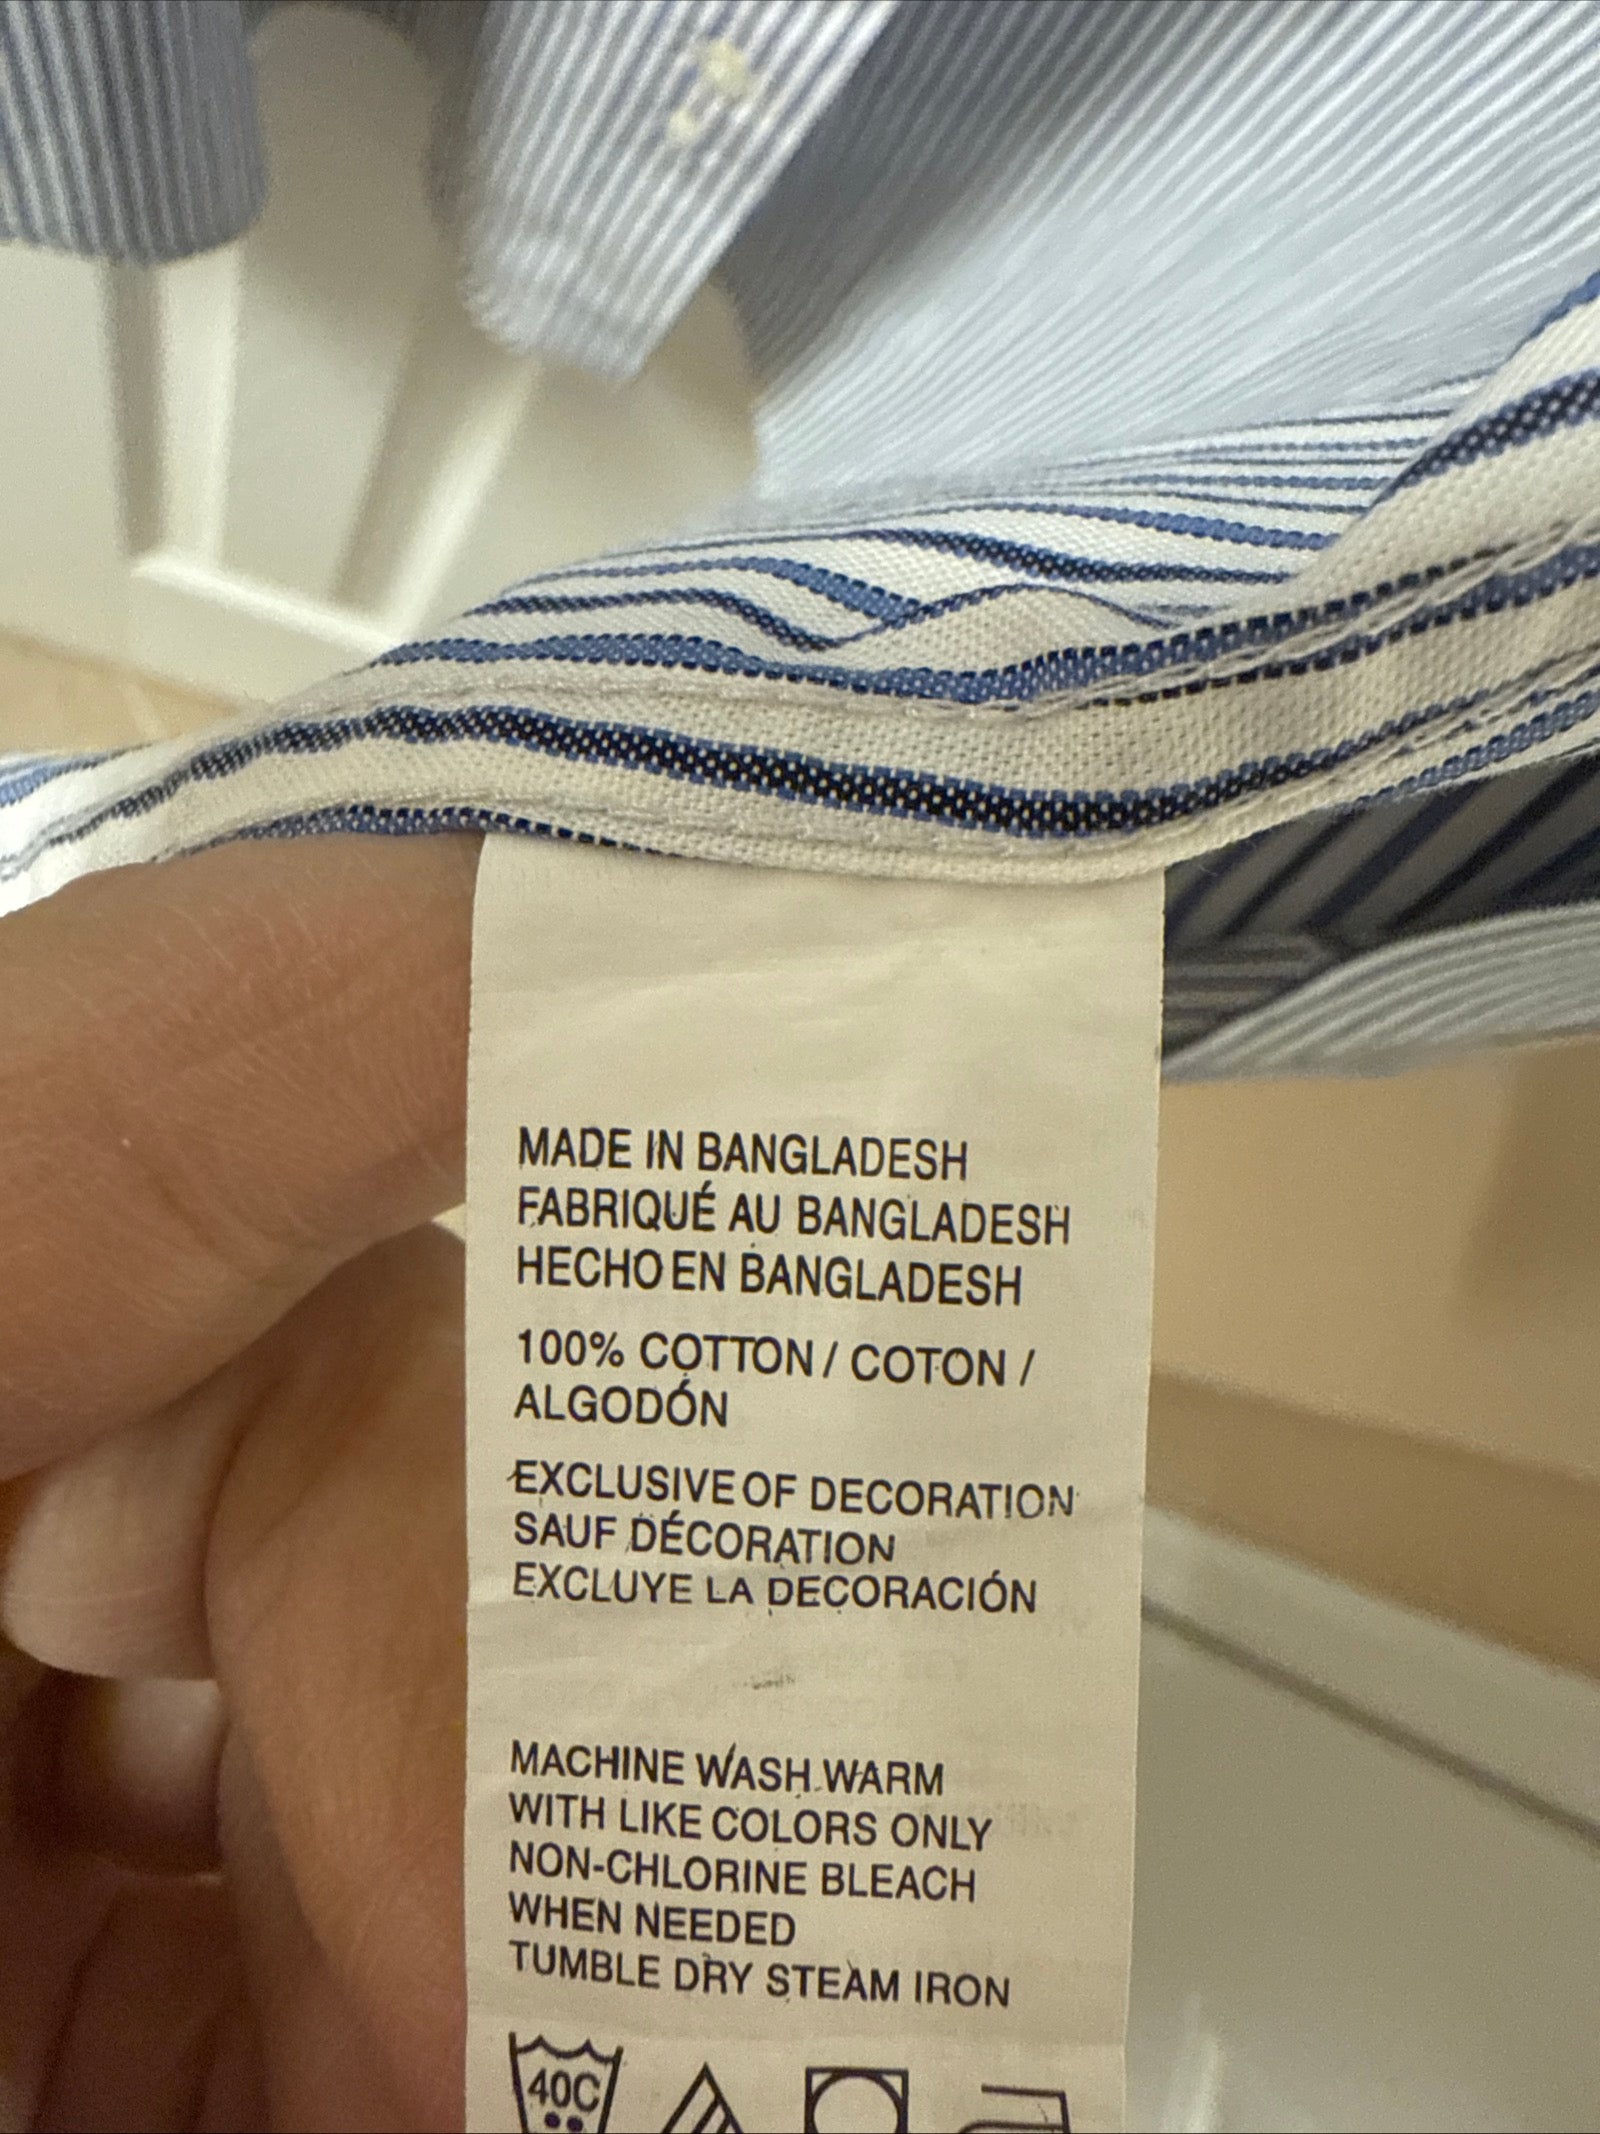 MADE IN BANGLADESH
FABRIQUÉ AU BANGLADESH
HECHO EN BANGLADESH
100% COTTON / COTON /
ALGODÓN
EXCLUSIVE OF DECORATION
SAUF DÉCORATION
EXCLUYE LA DECORACIÓN
MACHINE WASH WARM
WITH LIKE COLORS ONLY
NON-CHLORINE BLEACH
WHEN NEEDED
TUMBLE DRY STEAM IRON
40C